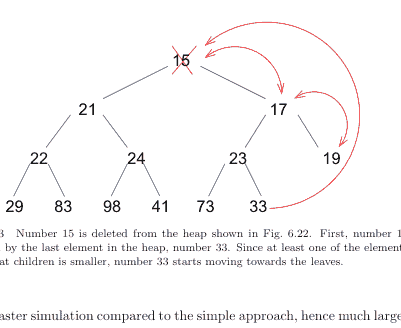 15
21 17
22 24 23 19
29 83 98 41 73 33
3 Number 15 is deleted from the heap shown in Fig. 6.22. First, number 1
by the last element in the heap, number 33. Since at least one of the element
at children is smaller, number 33 starts moving towards the leaves.
aster simulation compared to the simple approach, hence much large